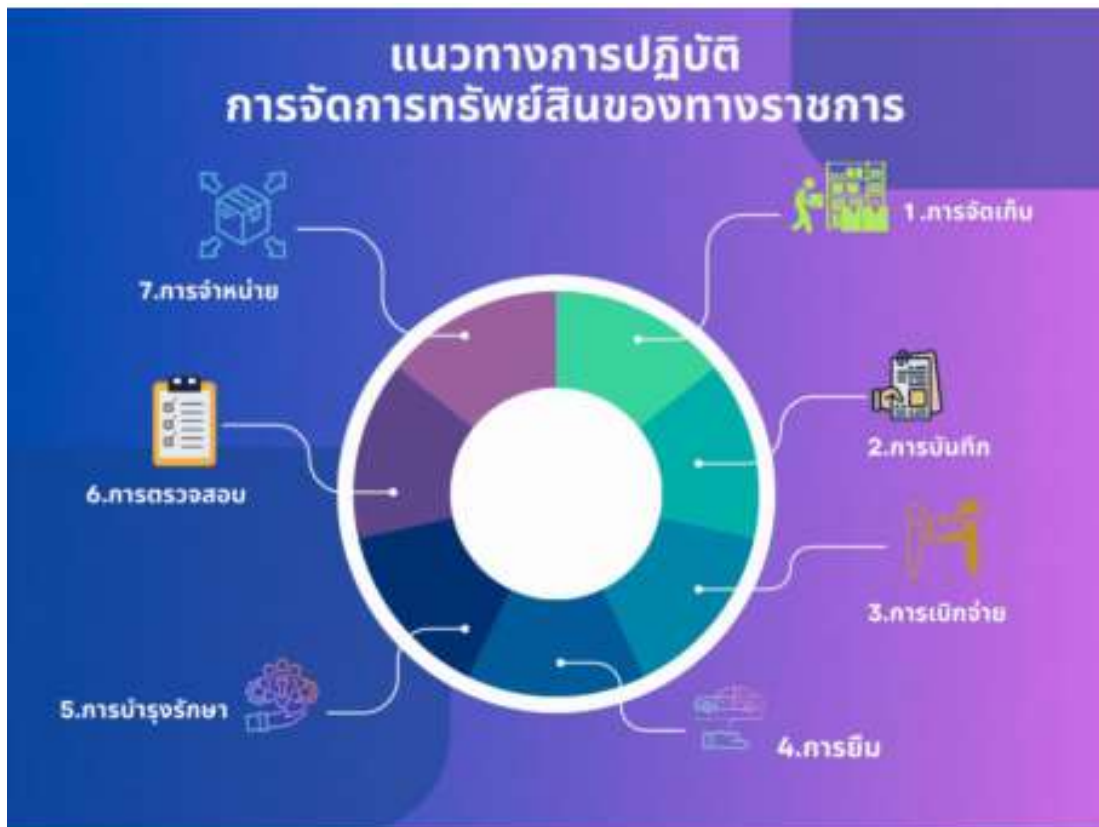 แนวทางการปฏิบัติ
การจัดการทรัพย์สินของทางราชการ
1.การจัดเก็บ
2.การบันทึก
3.การเบิกจ่าย
4.การยืม
5.การบำรุงรักษา
6.การตรวจสอบ
7.การจำหน่าย